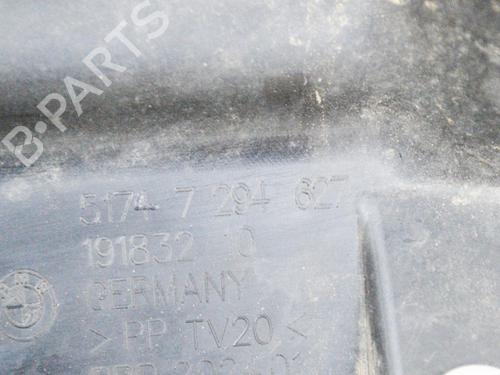 B-PARTS
5174 7 294 627
191832 10
GERMANY
>PP TV20<